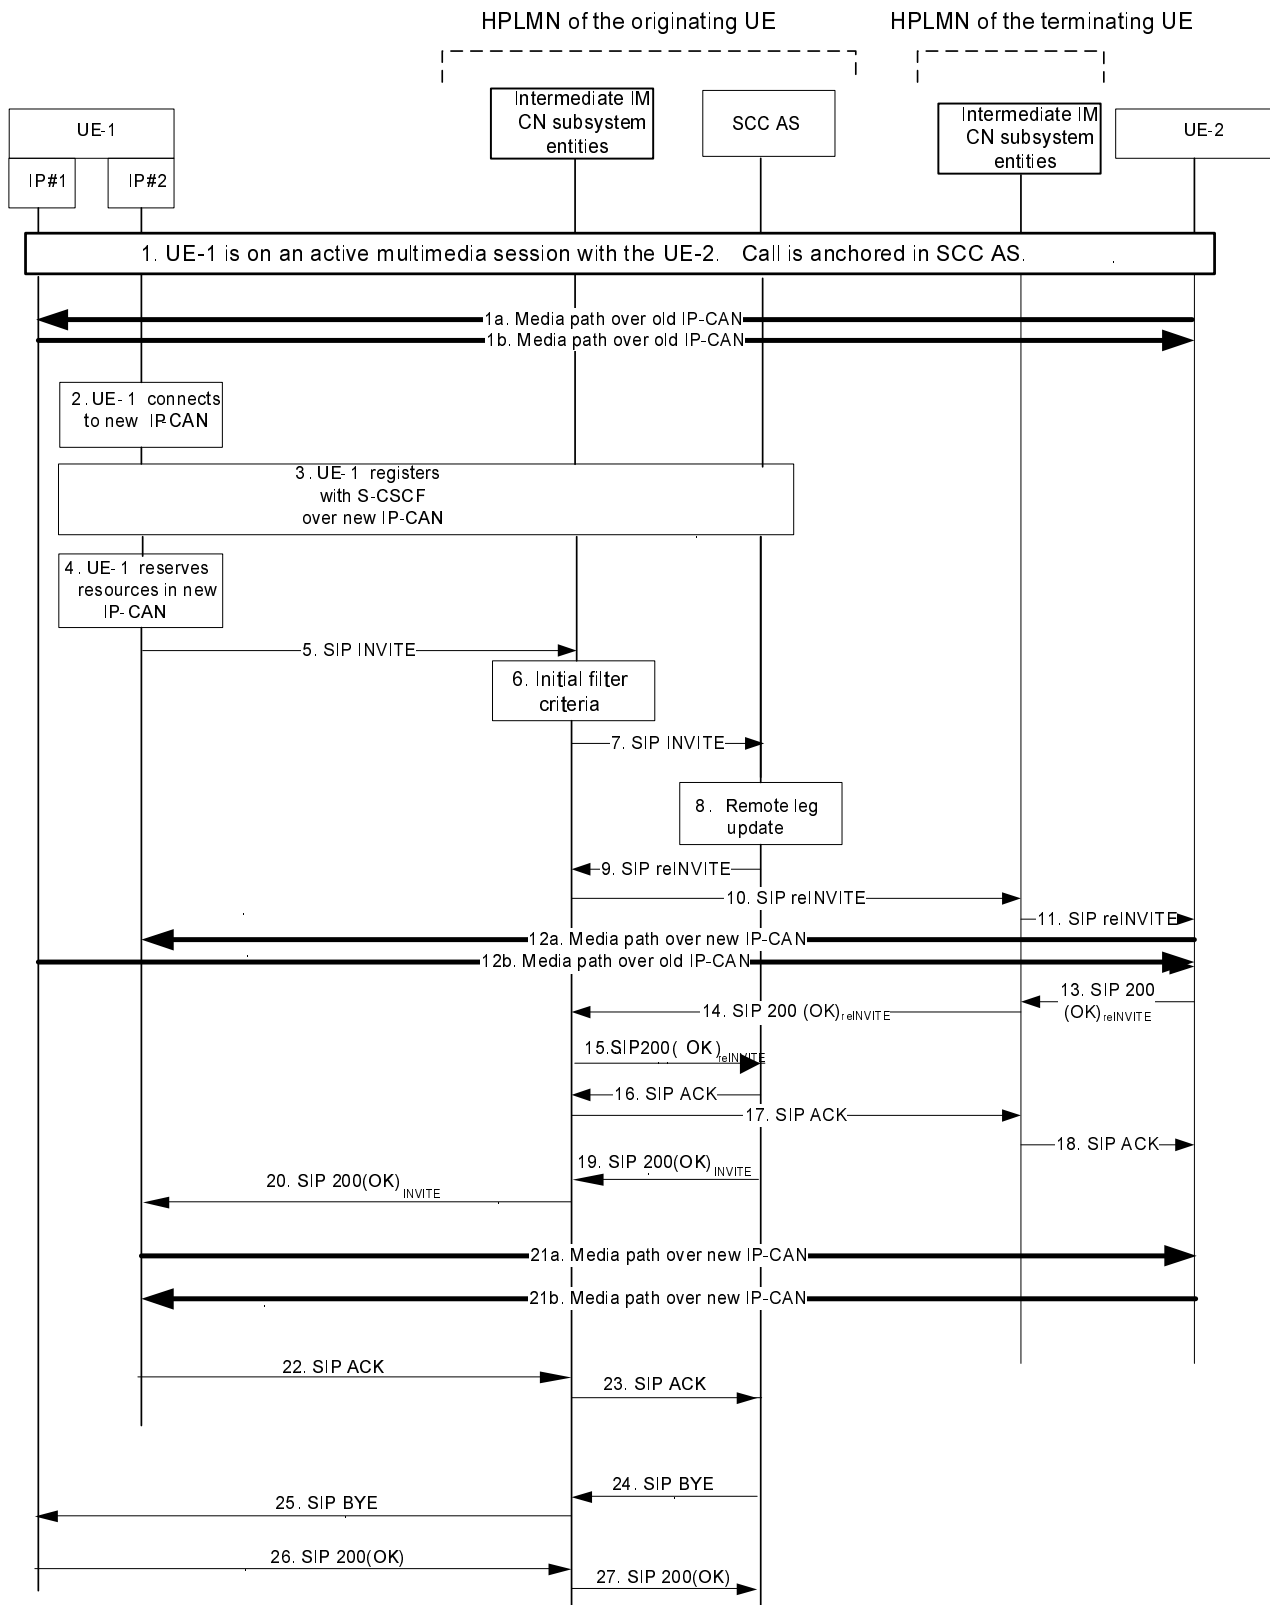 HPLMN of the originating UE
HPLMN of the terminating UE
Intermediate IM
CN subsystem
entities
SCC AS
Intermediate IM
CN subsystem
entities
UE-1
UE-2
IP#1
IP#2
1. UE-1 is on an active multimedia session with the UE-2. Call is anchored in SCC AS.
1a. Media path over old IP-CAN
1b. Media path over old IP-CAN
2. UE-1 connects
to new IP-CAN
3. UE-1 registers
with S-CSCF
over new IP-CAN
4. UE-1 reserves
resources in new
IP-CAN
5. SIP INVITE
6. Initial filter
criteria
7. SIP INVITE
8. Remote leg
update
9. SIP reINVITE
10. SIP reINVITE
11. SIP reINVITE
12a. Media path over new IP-CAN
12b. Media path over old IP-CAN
13. SIP 200
(OK)reINVITE
14. SIP 200 (OK)reINVITE
15.SIP200( OK)reINVITE
16. SIP ACK
17. SIP ACK
18. SIP ACK
19. SIP 200(OK)INVITE
20. SIP 200(OK)INVITE
21a. Media path over new IP-CAN
21b. Media path over new IP-CAN
22. SIP ACK
23. SIP ACK
24. SIP BYE
25. SIP BYE
26. SIP 200(OK)
27. SIP 200(OK)